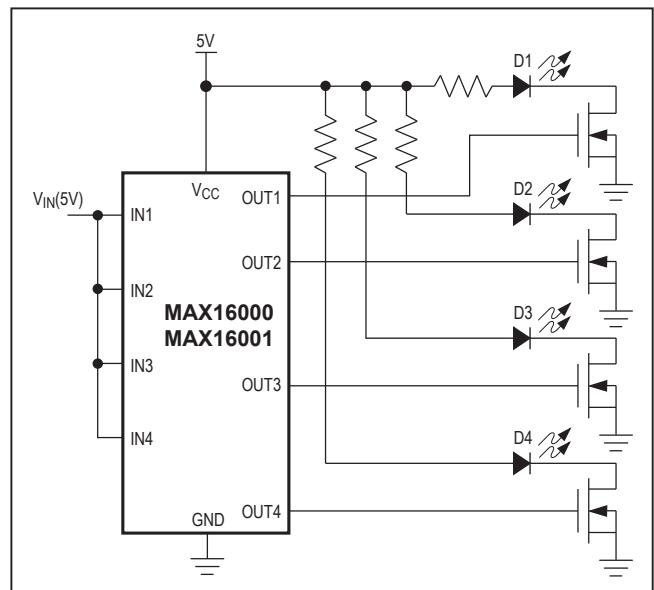 5V
D1
VCC
OUT1
VIN(5V)
IN1
D2
OUT2
IN2
MAX16000
MAX16001
D3
IN3
OUT3
IN4
D4
OUT4
GND